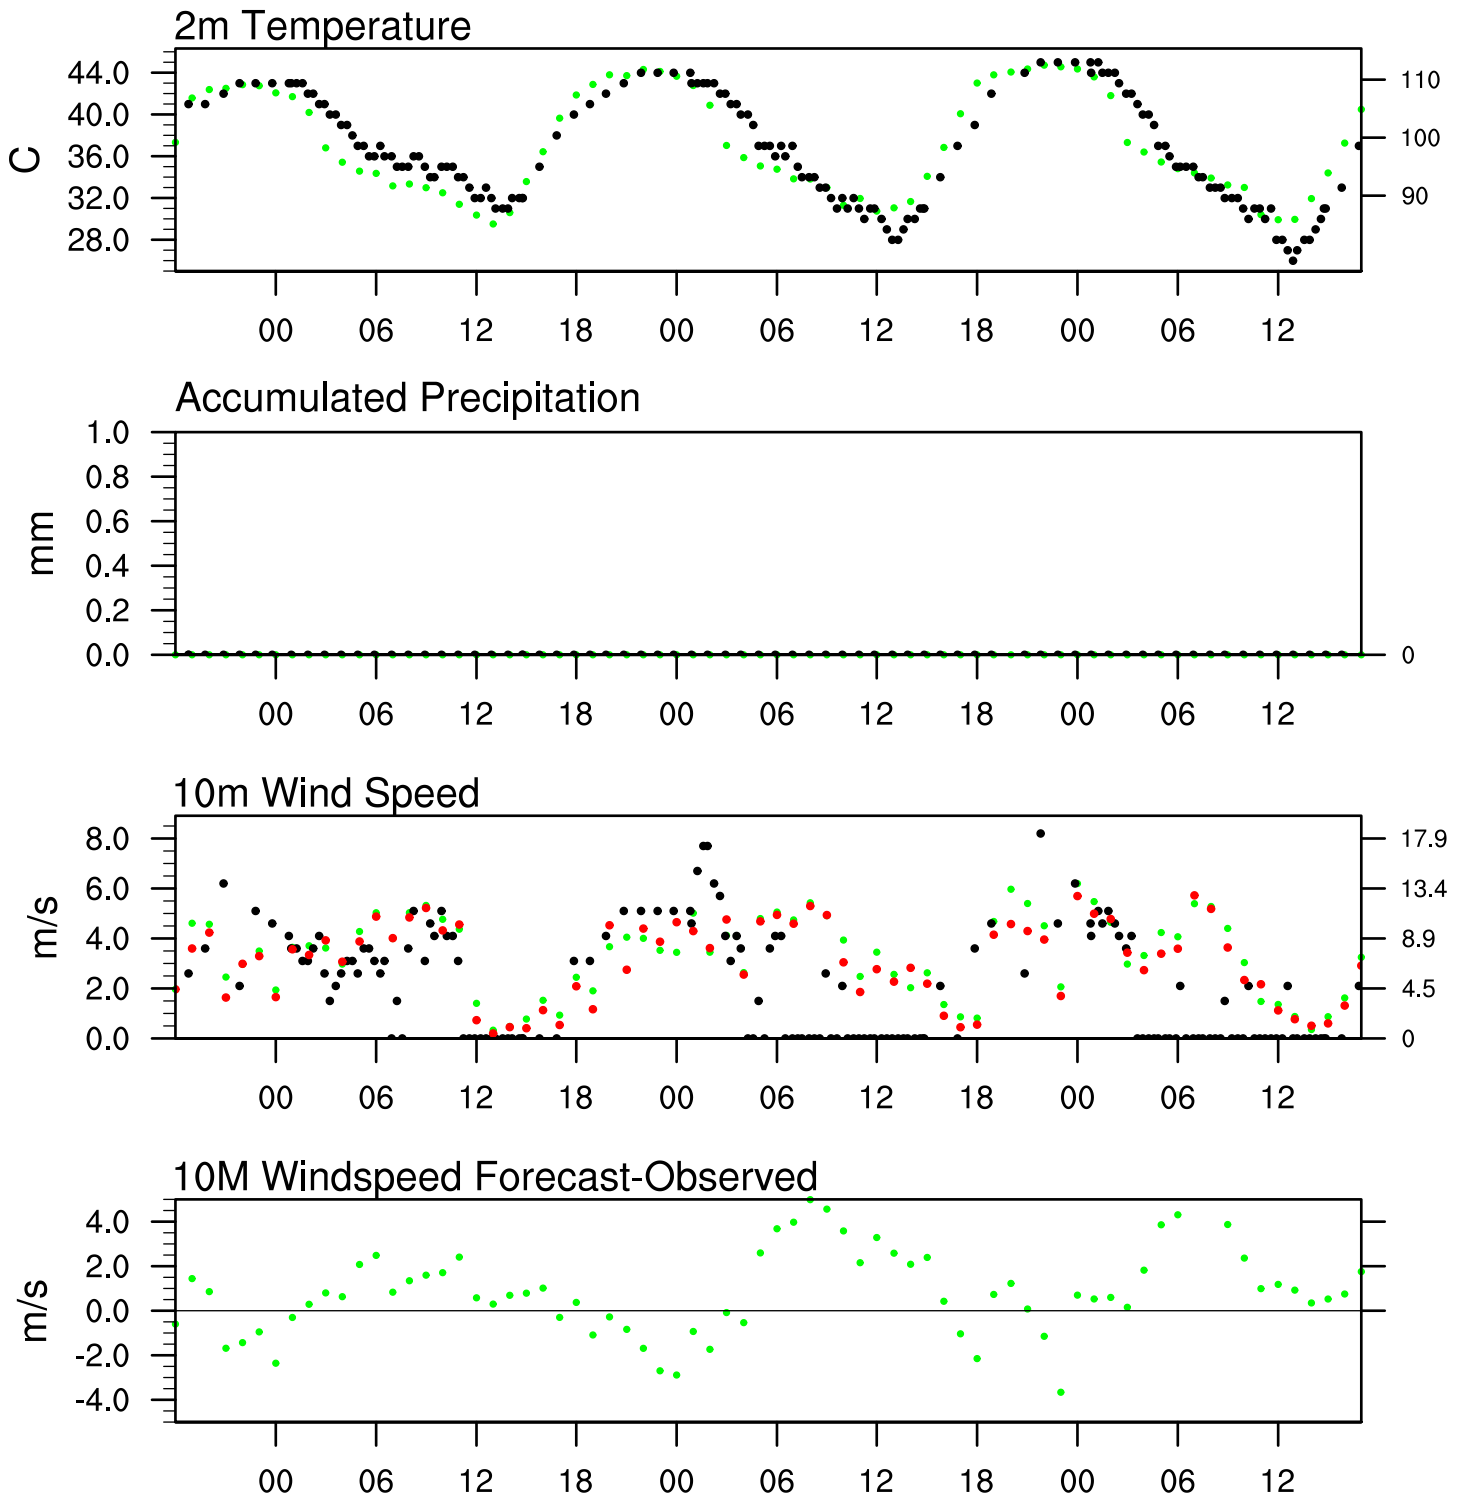 2m Temperature
44.0
40.0
36.0
32.0
28.0
C
110
100
90
00 06 12 18 00 06 12 18 00 06 12
Accumulated Precipitation
1.0
0.8
0.6
0.4
0.2
0.0
mm
0
00 06 12 18 00 06 12 18 00 06 12
10m Wind Speed
8.0
6.0
4.0
2.0
0.0
m/s
17.9
13.4
8.9
4.5
0
00 06 12 18 00 06 12 18 00 06 12
10M Windspeed Forecast-Observed
4.0
2.0
0.0
-2.0
-4.0
m/s
00 06 12 18 00 06 12 18 00 06 12